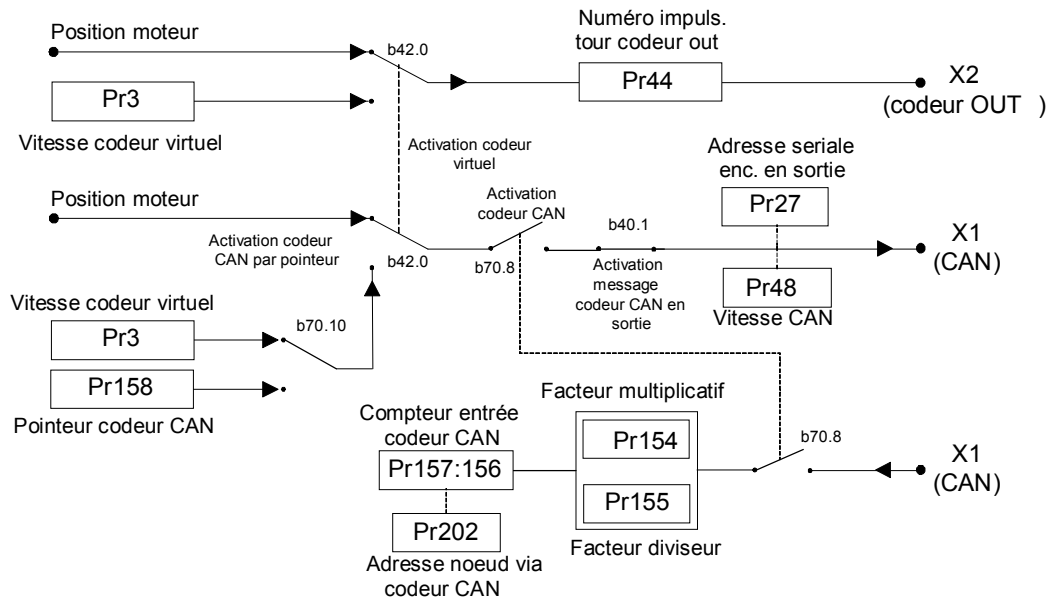 Position moteur
b42.0
Numéro impuls.
tour codeur out
Pr44
X2
(codeur OUT )
Pr3
Vitesse codeur virtuel
Activation codeur
virtuel
Adresse seriale
enc. en sortie
Pr27
Position moteur
Activation
codeur CAN
Activation codeur
CAN par pointeur
b42.0
b70.8
b40.1
Activation
message
codeur CAN en
sortie
X1
(CAN)
Pr48
Vitesse CAN
Vitesse codeur virtuel
Pr3
b70.10
Pr158
Pointeur codeur CAN
Compteur entrée
codeur CAN
Pr157:156
Pr202
Adresse noeud via
codeur CAN
Facteur multiplicatif
Pr154
Pr155
Facteur diviseur
b70.8
X1
(CAN)